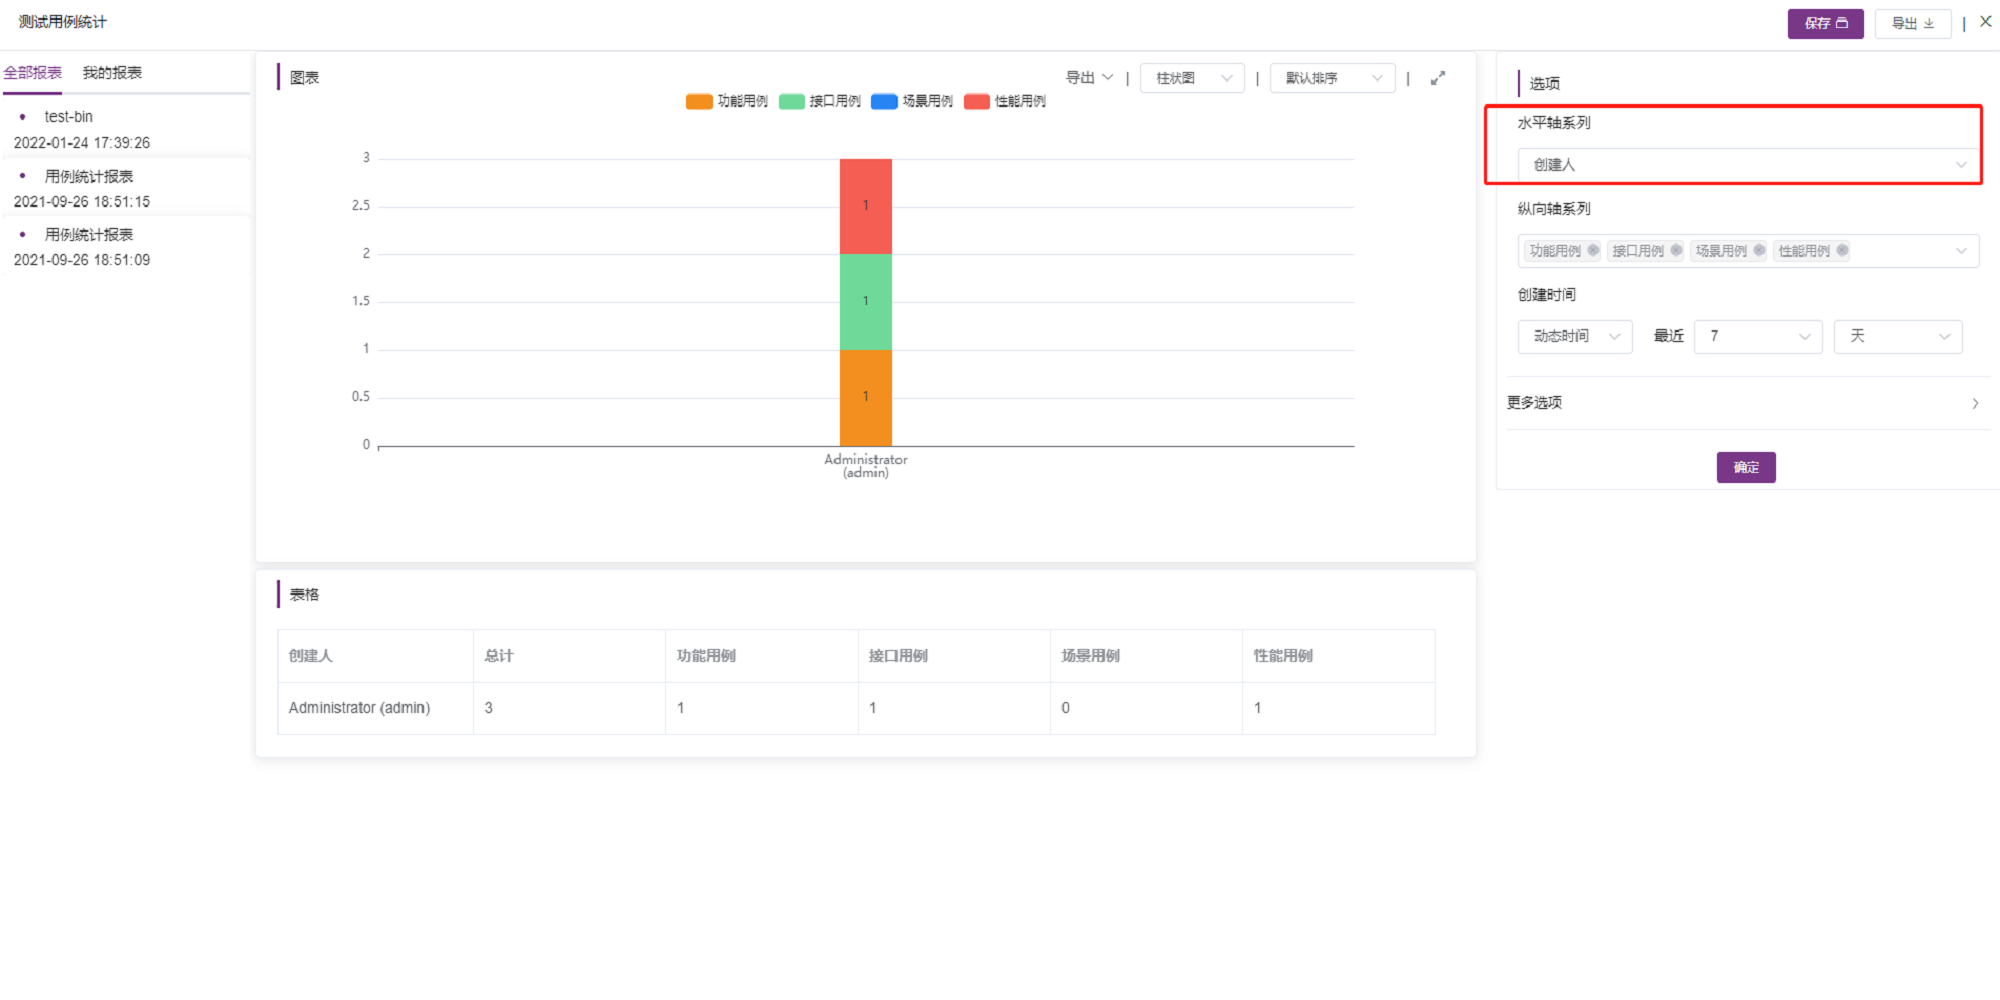 测试用例统计
保存
导出
|
全部报表
我的报表
test-bin
2022-01-24 17:39:26
用例统计报表
2021-09-26 18:51:15
用例统计报表
2021-09-26 18:51:09
图表
导出
|
柱状图
|
默认排序
|
功能用例
接口用例
场景用例
性能用例
3
2.5
2
1.5
1
0.5
0
1
1
1
Administrator
(admin)
表格
创建人 总计 功能用例 接口用例 场景用例 性能用例
Administrator (admin) 3 1 1 0 1
选项
水平轴系列
创建人
纵向轴系列
功能用例 接口用例 场景用例 性能用例
创建时间
动态时间 最近 7 天
更多选项
确定